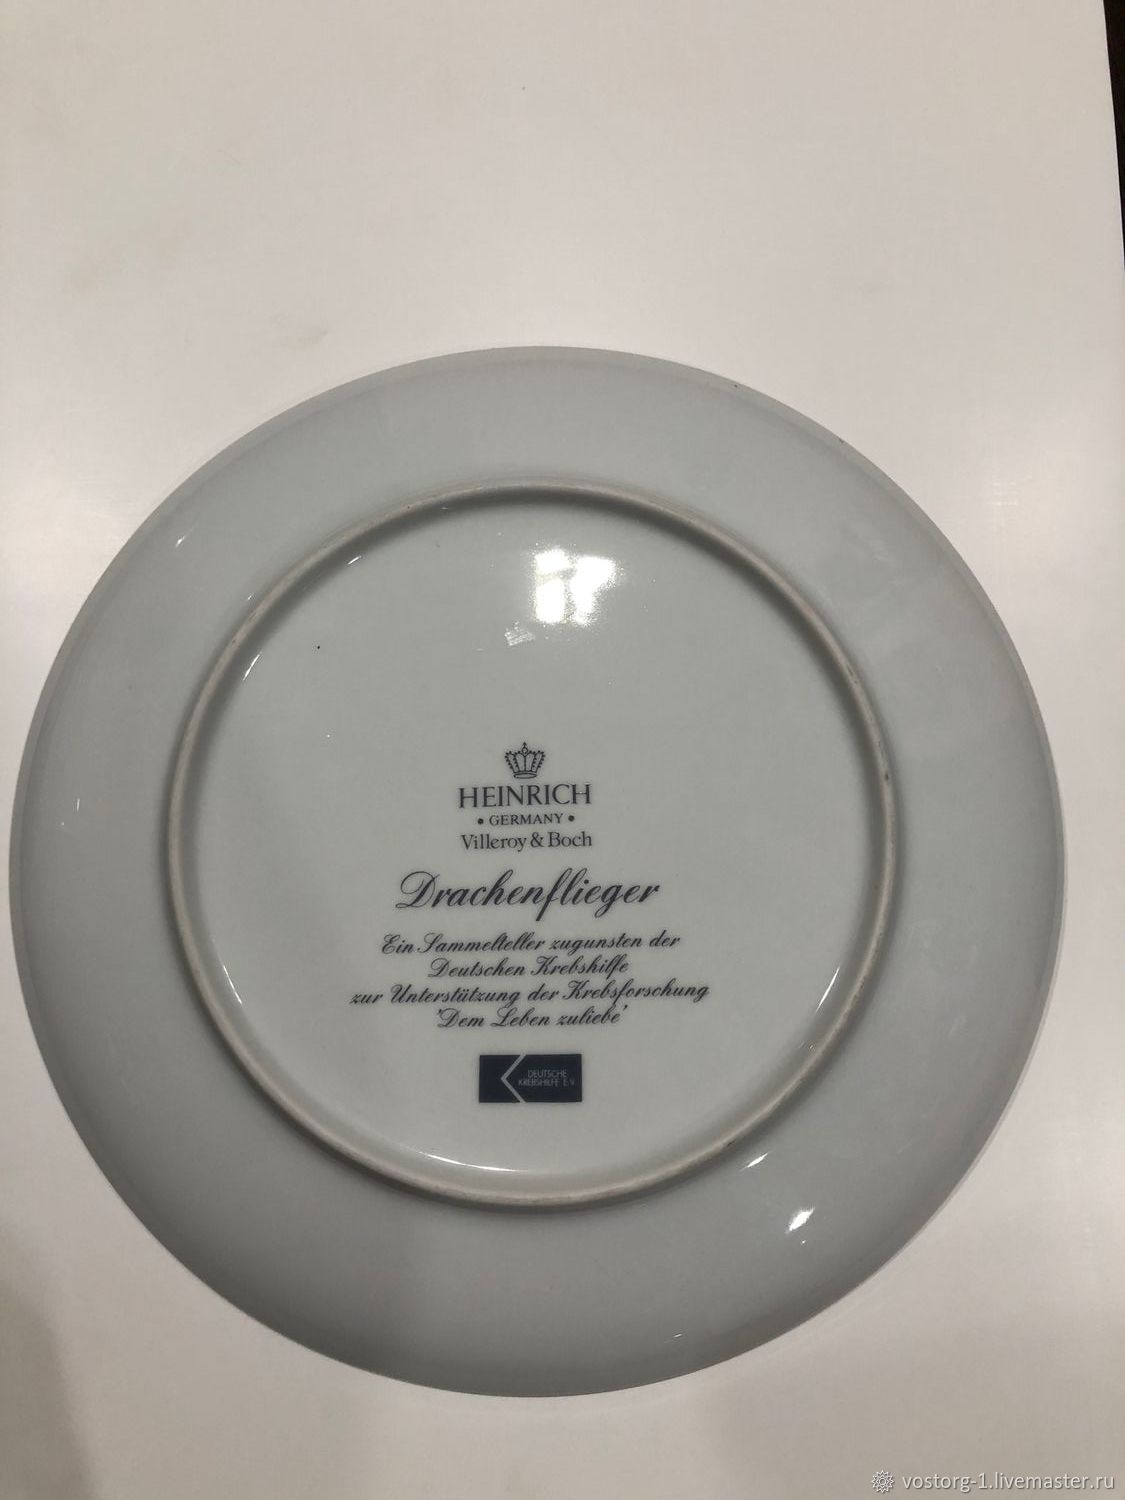 HEINRICH
• GERMANY •
Villeroy & Boch
Drachenflieger
Ein Sammelteller zugunsten der
Deutschen Krebshilfe
zur Unterstützung der Krebsforschung
"Dem Leben zuliebe"
DEUTSCHE
KREBSHILFE E.V.
vostorg-1.livemaster.ru